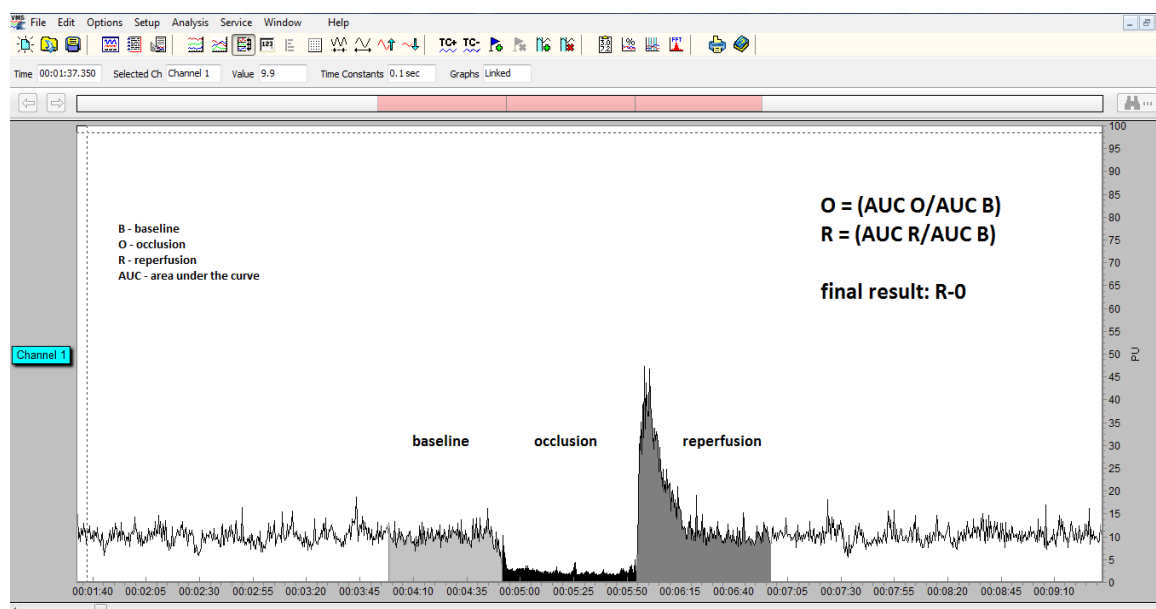 VMS File Edit Options Setup Analysis Service Window Help
TC+ TC- FFT
Time 00:01:37.350 Selected Ch Channel 1 Value 9.9 Time Constants 0.1 sec Graphs Linked
B - baseline
O - occlusion
R - reperfusion
AUC - area under the curve
O = (AUC O/AUC B)
R = (AUC R/AUC B)
final result: R-0
Channel 1
baseline occlusion reperfusion
100
95
90
85
80
75
70
65
60
55
50
45
40
35
30
25
20
15
10
5
0
PU
00:01:40 00:02:05 00:02:30 00:02:55 00:03:20 00:03:45 00:04:10 00:04:35 00:05:00 00:05:25 00:05:50 00:06:15 00:06:40 00:07:05 00:07:30 00:07:55 00:08:20 00:08:45 00:09:10